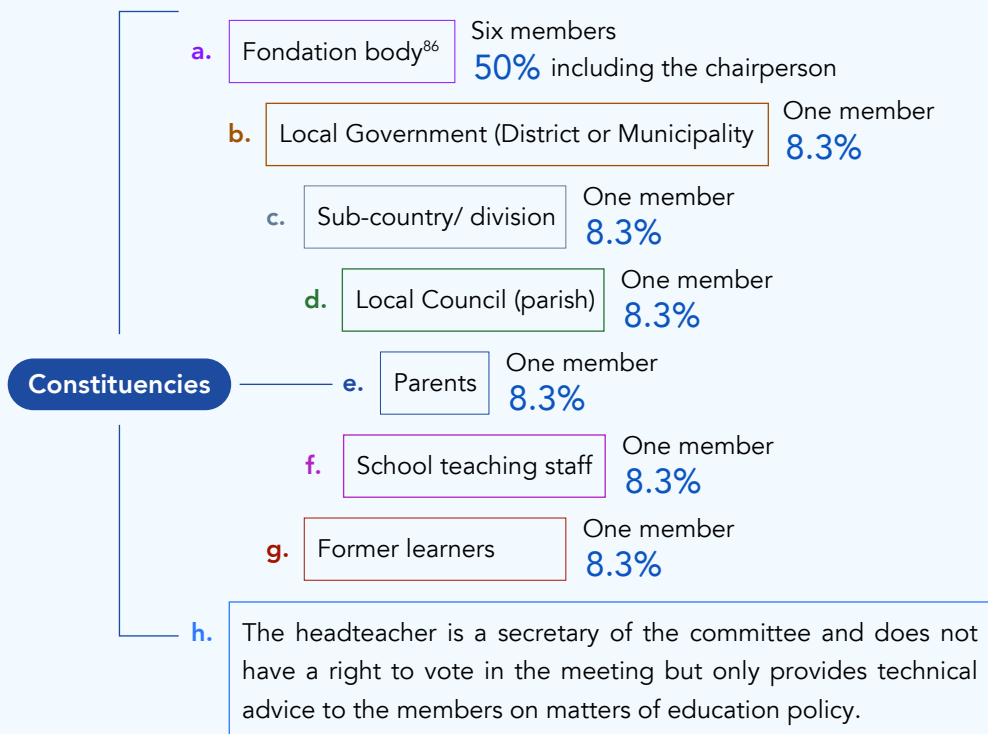 a. Fondation body⁸⁶ Six members
50% including the chairperson
b. Local Government (District or Municipality One member
8.3%
c. Sub-country/ division One member
8.3%
d. Local Council (parish) One member
8.3%
Constituencies
e. Parents One member
8.3%
f. School teaching staff One member
8.3%
g. Former learners One member
8.3%
h. The headteacher is a secretary of the committee and does not
have a right to vote in the meeting but only provides technical
advice to the members on matters of education policy.